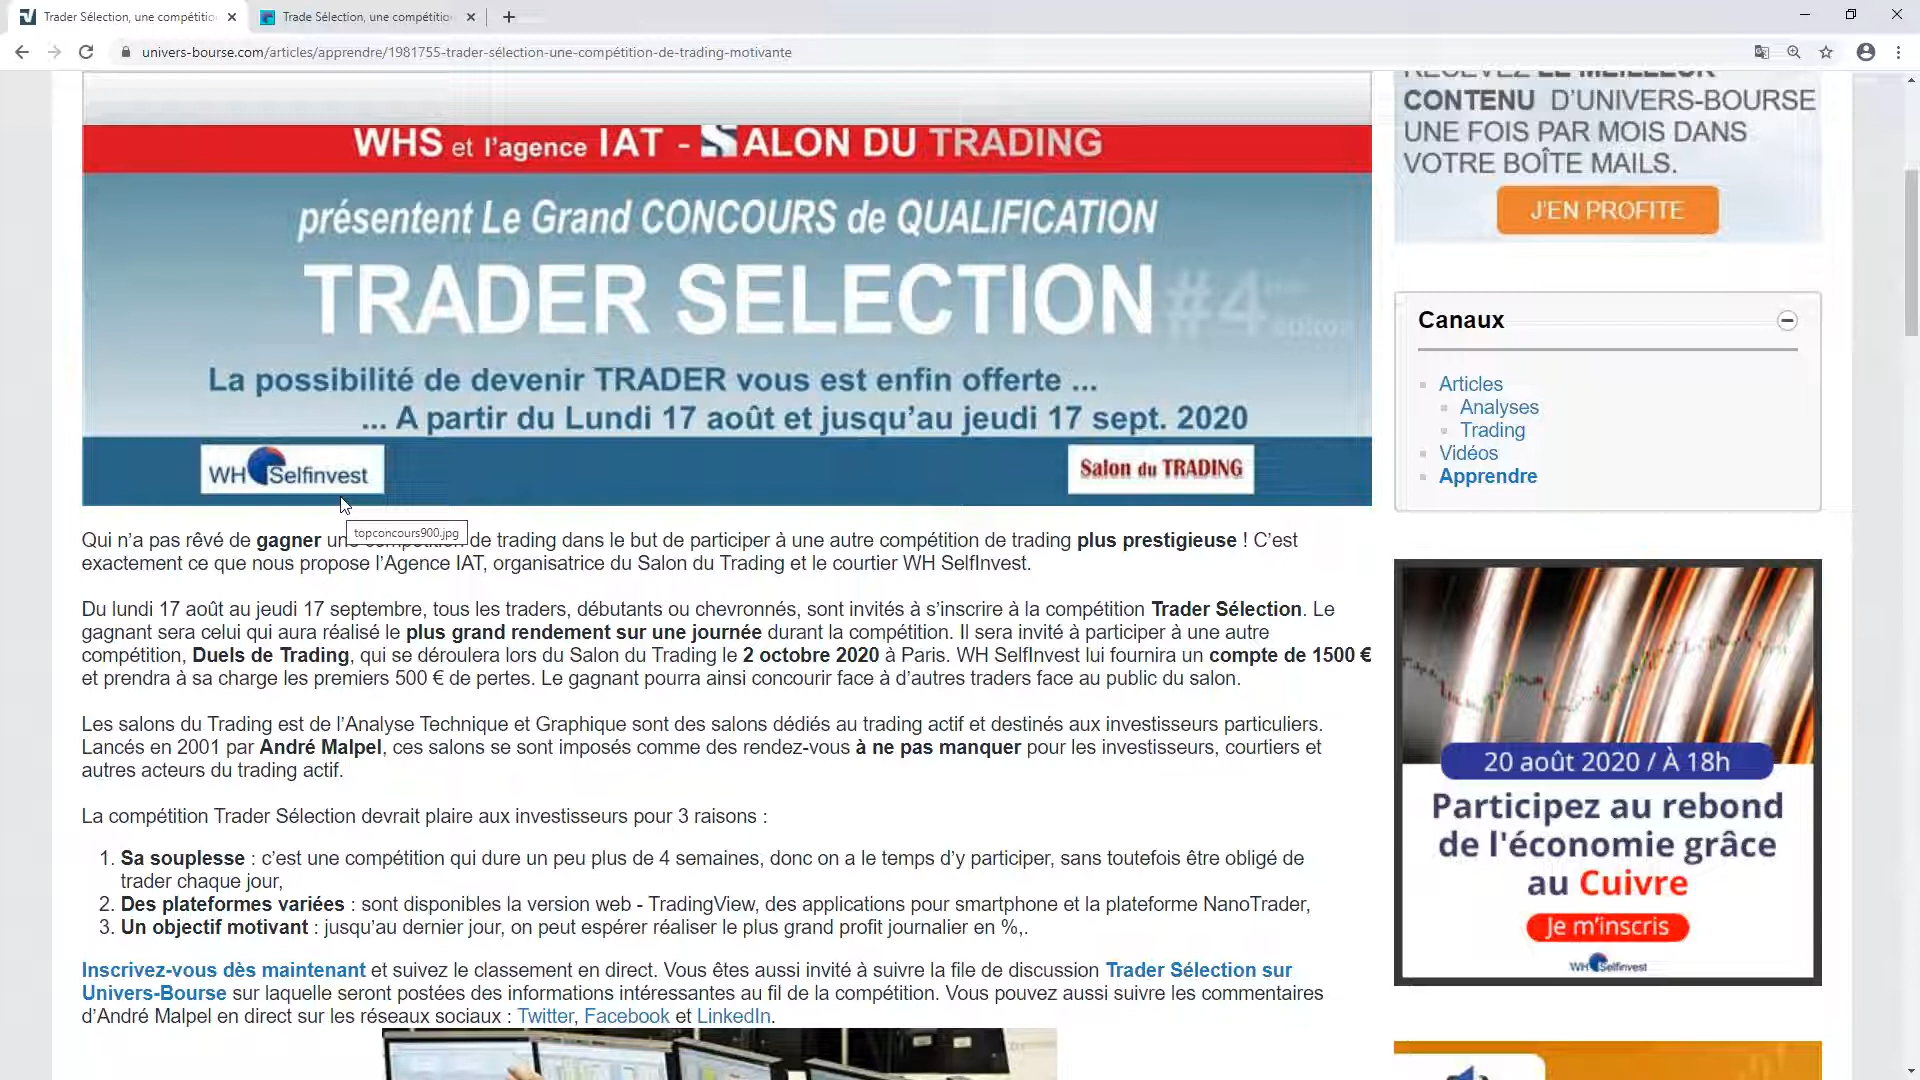 Trader Sélection, une compétitio
Trade Sélection, une compétitio
univers-bourse.com/articles/apprendre/1981755-trader-sélection-une-compétition-de-trading-motivante
WHS et l'agence IAT - SALON DU TRADING
présentent Le Grand CONCOURS de QUALIFICATION
TRADER SELECTION #4
La possibilité de devenir TRADER vous est enfin offerte ...
... A partir du Lundi 17 août et jusqu'au jeudi 17 sept. 2020
WH Selfinvest
Salon du TRADING
topconcours900.jpg
Qui n'a pas rêvé de gagner de trading dans le but de participer à une autre compétition de trading plus prestigieuse ! C'est
exactement ce que nous propose l'Agence IAT, organisatrice du Salon du Trading et le courtier WH SelfInvest.
Du lundi 17 août au jeudi 17 septembre, tous les traders, débutants ou chevronnés, sont invités à s'inscrire à la compétition Trader Sélection. Le
gagnant sera celui qui aura réalisé le plus grand rendement sur une journée durant la compétition. Il sera invité à participer à une autre
compétition, Duels de Trading, qui se déroulera lors du Salon du Trading le 2 octobre 2020 à Paris. WH SelfInvest lui fournira un compte de 1500 €
et prendra à sa charge les premiers 500 € de pertes. Le gagnant pourra ainsi concourir face à d'autres traders face au public du salon.
Les salons du Trading est de l'Analyse Technique et Graphique sont des salons dédiés au trading actif et destinés aux investisseurs particuliers.
Lancés en 2001 par André Malpel, ces salons se sont imposés comme des rendez-vous à ne pas manquer pour les investisseurs, courtiers et
autres acteurs du trading actif.
La compétition Trader Sélection devrait plaire aux investisseurs pour 3 raisons :
1. Sa souplesse : c'est une compétition qui dure un peu plus de 4 semaines, donc on a le temps d'y participer, sans toutefois être obligé de
trader chaque jour,
2. Des plateformes variées : sont disponibles la version web - TradingView, des applications pour smartphone et la plateforme NanoTrader,
3. Un objectif motivant : jusqu'au dernier jour, on peut espérer réaliser le plus grand profit journalier en %,.
Inscrivez-vous dès maintenant et suivez le classement en direct. Vous êtes aussi invité à suivre la file de discussion Trader Sélection sur
Univers-Bourse sur laquelle seront postées des informations intéressantes au fil de la compétition. Vous pouvez aussi suivre les commentaires
d'André Malpel en direct sur les réseaux sociaux : Twitter, Facebook et LinkedIn.
RECEVEZ LE MEILLEUR
CONTENU D'UNIVERS-BOURSE
UNE FOIS PAR MOIS DANS
VOTRE BOÎTE MAILS.
J'EN PROFITE
Canaux
Articles
Analyses
Trading
Vidéos
Apprendre
20 août 2020 / À 18h
Participez au rebond
de l'économie grâce
au Cuivre
Je m'inscris
WH Selfinvest